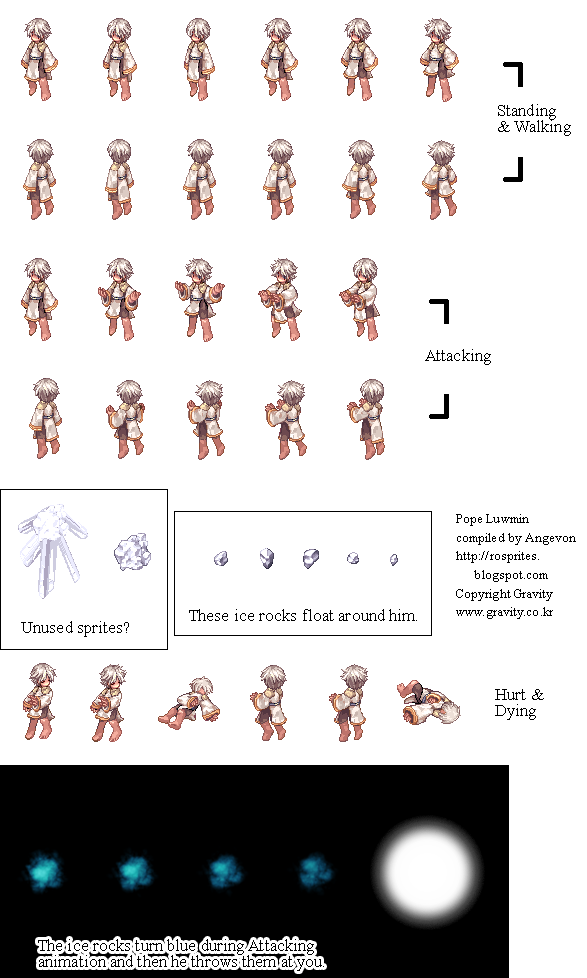 Standing
& Walking
Attacking
Unused sprites?
These ice rocks float around him.
Pope Luwmin
compiled by Angevon
http://rosprites.
blogspot.com
Copyright Gravity
www.gravity.co.kr
Hurt &
Dying
The ice rocks turn blue during Attacking
animation and then he throws them at you.